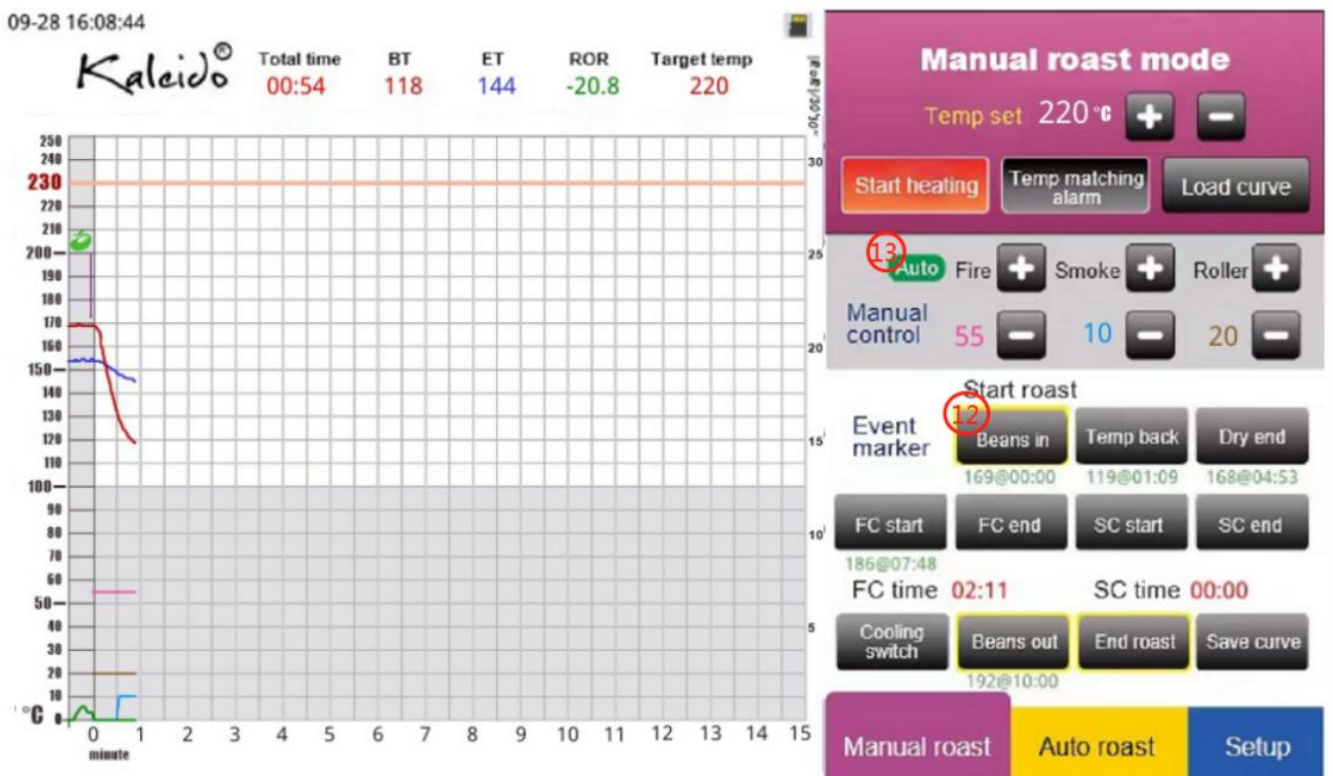 09-28 16:08:44
Kaleido®
Total time BT ET ROR Target temp
00:54 118 144 -20.8 220
250
240
230
220
210
200
190
180
170
160
150
140
130
120
110
100
90
80
70
60
50
40
30
20
10
0
°C
0 1 2 3 4 5 6 7 8 9 10 11 12 13 14 15
minute
30
25
20
15
10
5
Manual roast mode
Temp set 220 °C + -
Start heating
Temp matching
alarm
Load curve
13
Auto Fire + Smoke + Roller +
Manual
control
55 - 10 - 20 -
Start roast
12
Event
marker
Beans in Temp back Dry end
169@00:00 119@01:09 168@04:53
FC start FC end SC start SC end
186@07:48
FC time 02:11 SC time 00:00
Cooling
switch
Beans out End roast Save curve
192@10:00
Manual roast Auto roast Setup